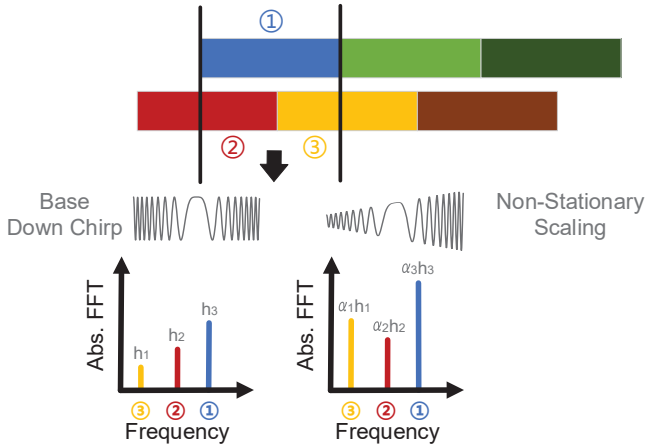 ①
② ③
Base
Down Chirp
Non-Stationary
Scaling
Abs. FFT
h₁
h₂
h₃
③ ② ①
Frequency
Abs. FFT
α₁h₁
α₂h₂
α₃h₃
③ ② ①
Frequency